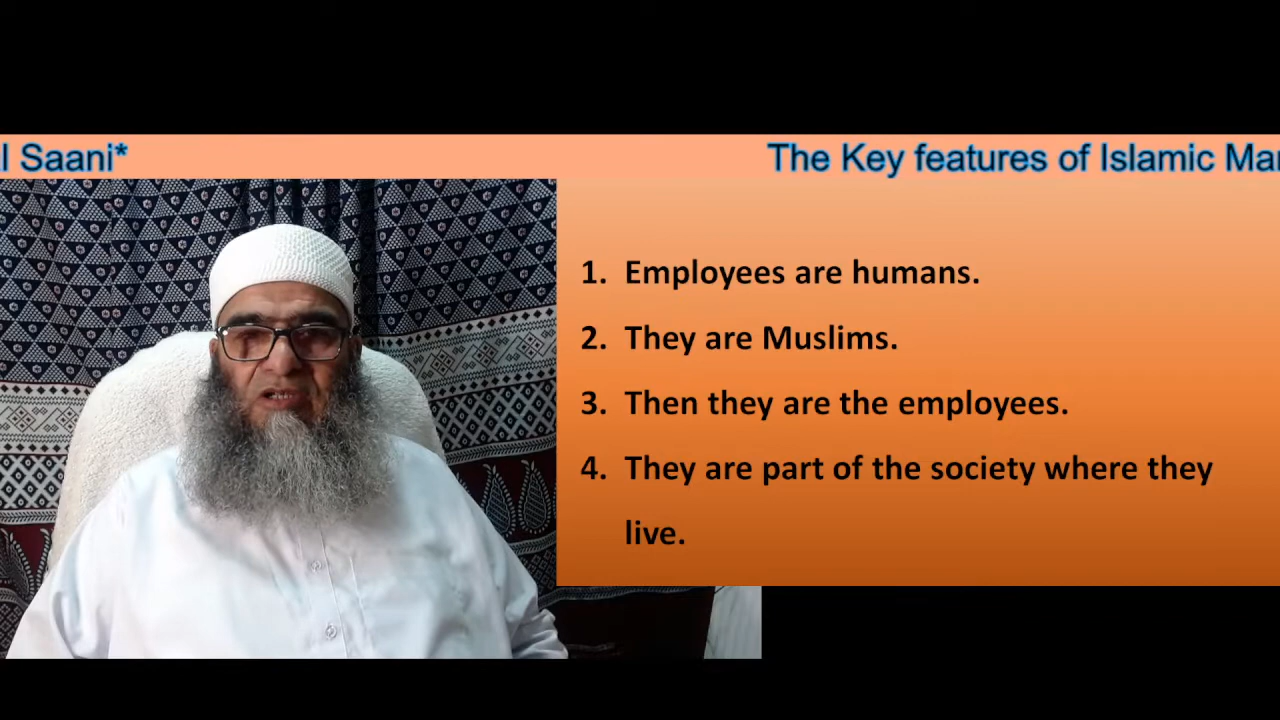 l Saani*
The Key features of Islamic Mar
1. Employees are humans.
2. They are Muslims.
3. Then they are the employees.
4. They are part of the society where they
live.